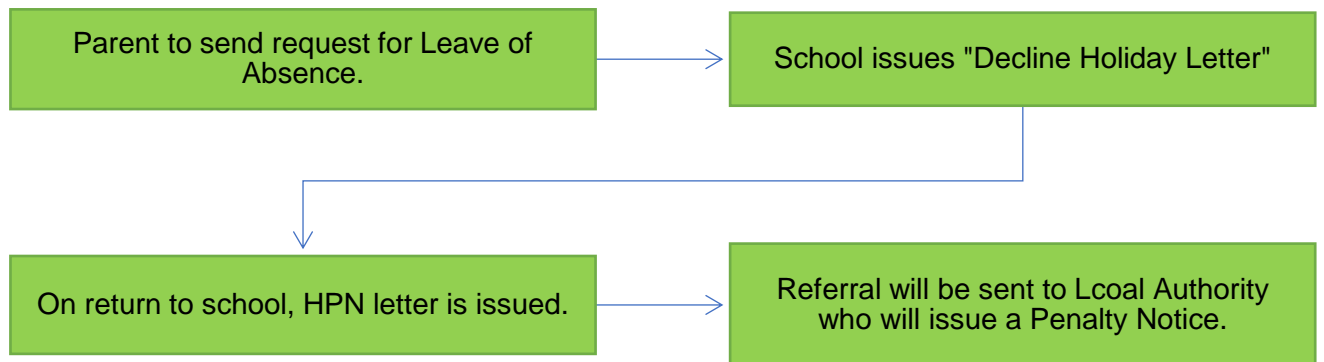 Parent to send request for Leave of
Absence.
School issues "Decline Holiday Letter"
On return to school, HPN letter is issued.
Referral will be sent to Lcoal Authority
who will issue a Penalty Notice.